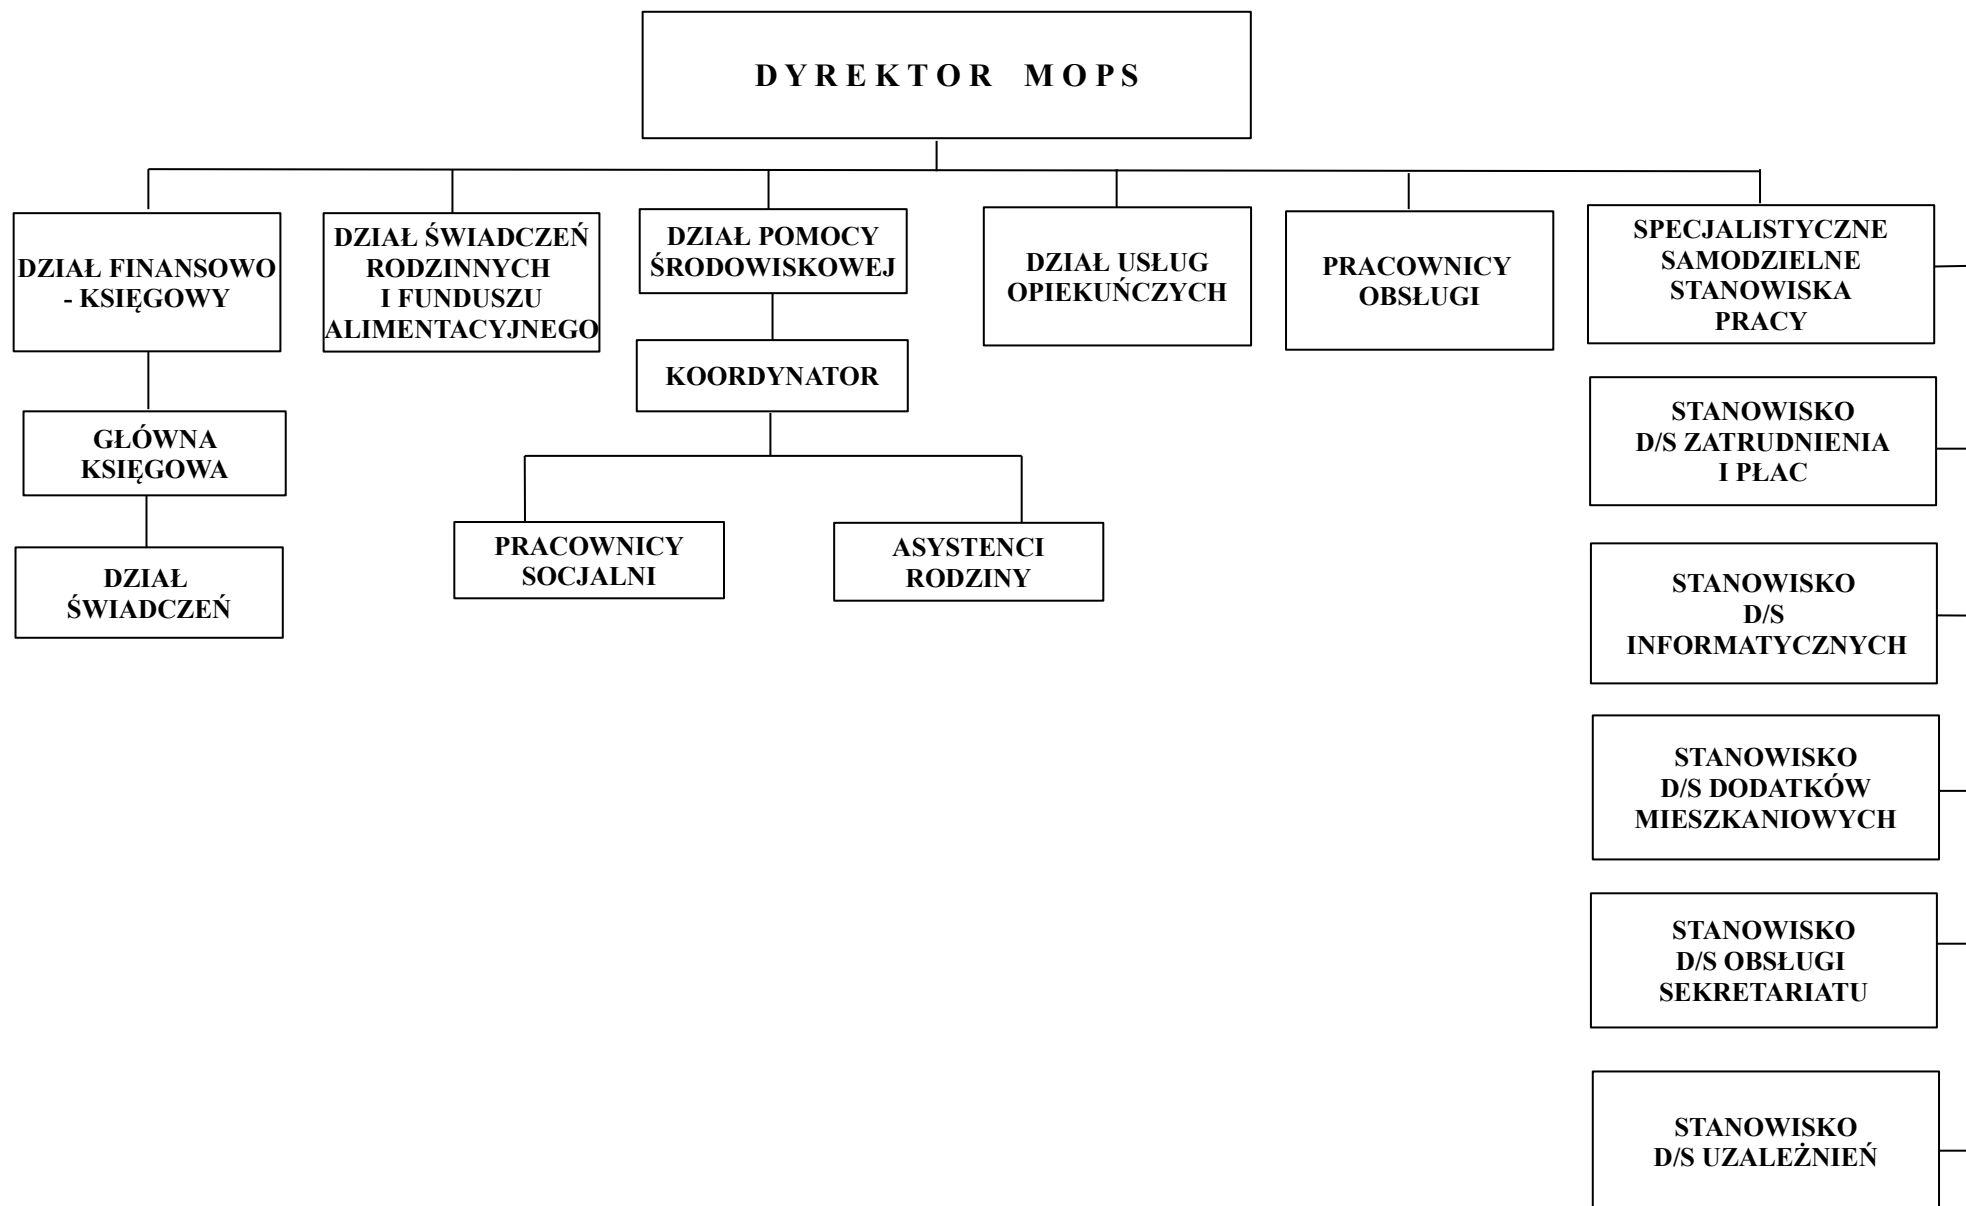 DYREKTOR MOPS
DZIAŁ FINANSOWO
- KSIĘGOWY
DZIAŁ ŚWIADCZEŃ
RODZINNYCH
I FUNDUSZU
ALIMENTACYJNEGO
DZIAŁ POMOCY
ŚRODOWISKOWEJ
DZIAŁ USŁUG
OPIEKUŃCZYCH
PRACOWNICY
OBSŁUGI
SPECJALISTYCZNE
SAMODZIELNE
STANOWISKA
PRACY
KOORDYNATOR
GŁÓWNA
KSIĘGOWA
STANOWISKO
D/S ZATRUDNIENIA
I PŁAC
PRACOWNICY
SOCJALNI
ASYSTENCI
RODZINY
DZIAŁ
ŚWIADCZEŃ
STANOWISKO
D/S
INFORMATYCZNYCH
STANOWISKO
D/S DODATKÓW
MIESZKANIOWYCH
STANOWISKO
D/S OBSŁUGI
SEKRETARIATU
STANOWISKO
D/S UZALEŻNIEŃ